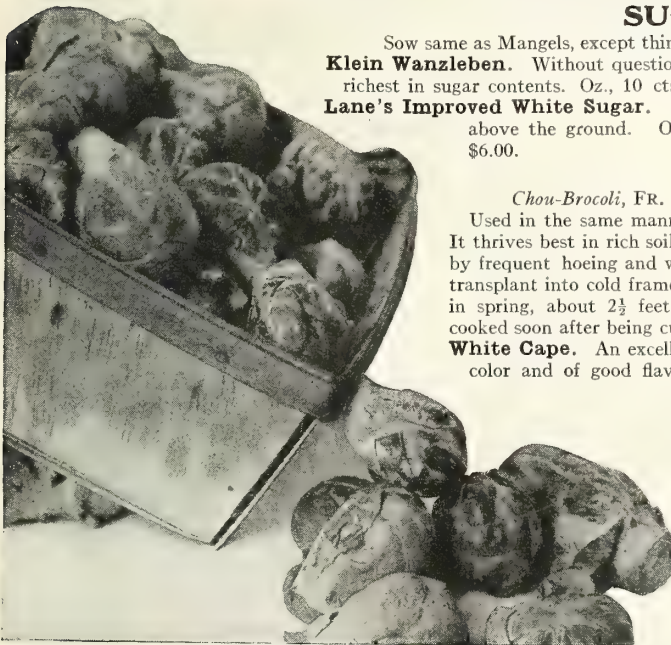 SU
Sow same as Mangels, except thin
Klein Wanzleben. Without questio
richest in sugar contents. Oz., 10 ct
Lane's Improved White Sugar.
above the ground. O
$6.00.
Chou-Brocoli, FR.
Used in the same mann
It thrives best in rich soil
by frequent hoeing and w
transplant into cold frame
in spring, about 2½ feet
cooked soon after being cu
White Cape. An excell
color and of good flav